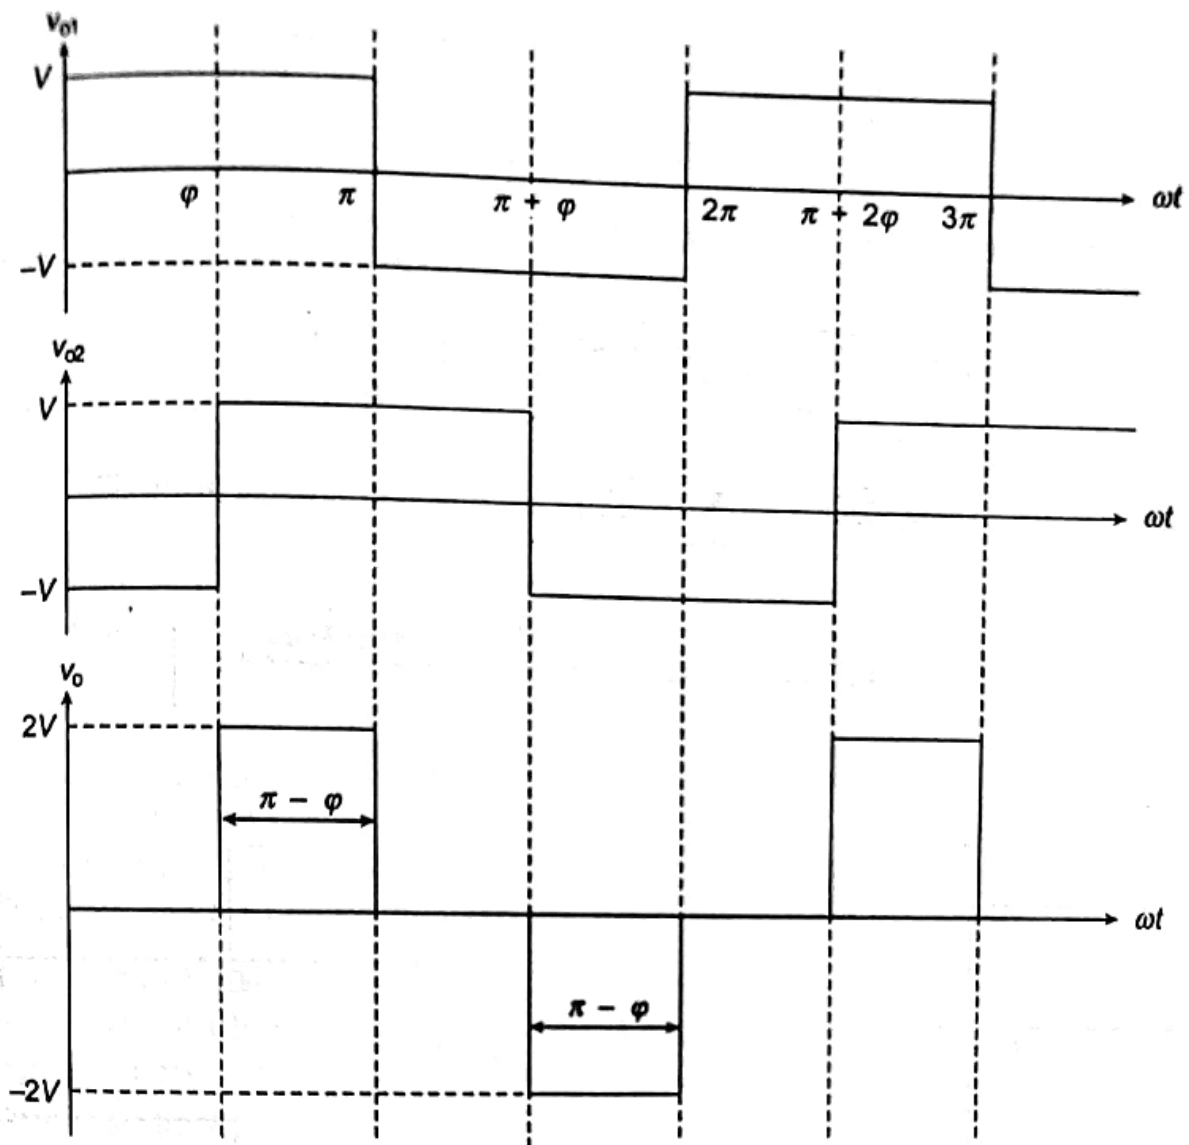 v₀₁
V
φ π π + φ 2π π + 2φ 3π ωt
–V
v₀₂
V
ωt
–V
v₀
2V
π – φ
ωt
π – φ
–2V